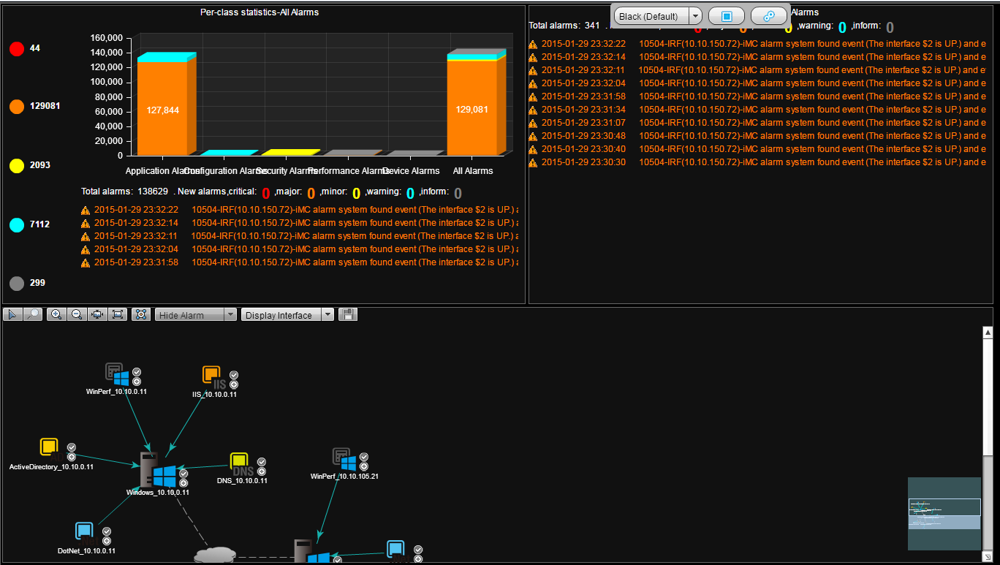 Per-class statistics-All Alarms
44
129081
2093
7112
299
160,000
140,000
120,000
100,000
80,000
60,000
40,000
20,000
0
127,844
129,081
Application Alarms
Configuration Alarms
Security Alarms
Performance Alarms
Device Alarms
All Alarms
Total alarms: 138629 . New alarms,critical: 0 ,major: 0 ,minor: 0 ,warning: 0 ,inform: 0
2015-01-29 23:32:22 10504-IRF(10.10.150.72)-iMC alarm system found event (The interface $2 is UP.) a
2015-01-29 23:32:14 10504-IRF(10.10.150.72)-iMC alarm system found event (The interface $2 is UP.) a
2015-01-29 23:32:11 10504-IRF(10.10.150.72)-iMC alarm system found event (The interface $2 is UP.) a
2015-01-29 23:32:04 10504-IRF(10.10.150.72)-iMC alarm system found event (The interface $2 is UP.) a
2015-01-29 23:31:58 10504-IRF(10.10.150.72)-iMC alarm system found event (The interface $2 is UP.) a
Black (Default)
Alarms
Total alarms: 341 . ,warning: 0 ,inform: 0
2015-01-29 23:32:22 10504-IRF(10.10.150.72)-iMC alarm system found event (The interface $2 is UP.) and e
2015-01-29 23:32:14 10504-IRF(10.10.150.72)-iMC alarm system found event (The interface $2 is UP.) and e
2015-01-29 23:32:11 10504-IRF(10.10.150.72)-iMC alarm system found event (The interface $2 is UP.) and e
2015-01-29 23:32:04 10504-IRF(10.10.150.72)-iMC alarm system found event (The interface $2 is UP.) and e
2015-01-29 23:31:58 10504-IRF(10.10.150.72)-iMC alarm system found event (The interface $2 is UP.) and e
2015-01-29 23:31:34 10504-IRF(10.10.150.72)-iMC alarm system found event (The interface $2 is UP.) and e
2015-01-29 23:31:07 10504-IRF(10.10.150.72)-iMC alarm system found event (The interface $2 is UP.) and e
2015-01-29 23:30:48 10504-IRF(10.10.150.72)-iMC alarm system found event (The interface $2 is UP.) and e
2015-01-29 23:30:40 10504-IRF(10.10.150.72)-iMC alarm system found event (The interface $2 is UP.) and e
2015-01-29 23:30:30 10504-IRF(10.10.150.72)-iMC alarm system found event (The interface $2 is UP.) and e
Hide Alarm
Display Interface
WinPerf_10.10.0.11
IIS
IIS_10.10.0.11
ActiveDirectory_10.10.0.11
DNS
DNS_10.10.0.11
WinPerf_10.10.105.21
Windows_10.10.0.11
DotNet_10.10.0.11